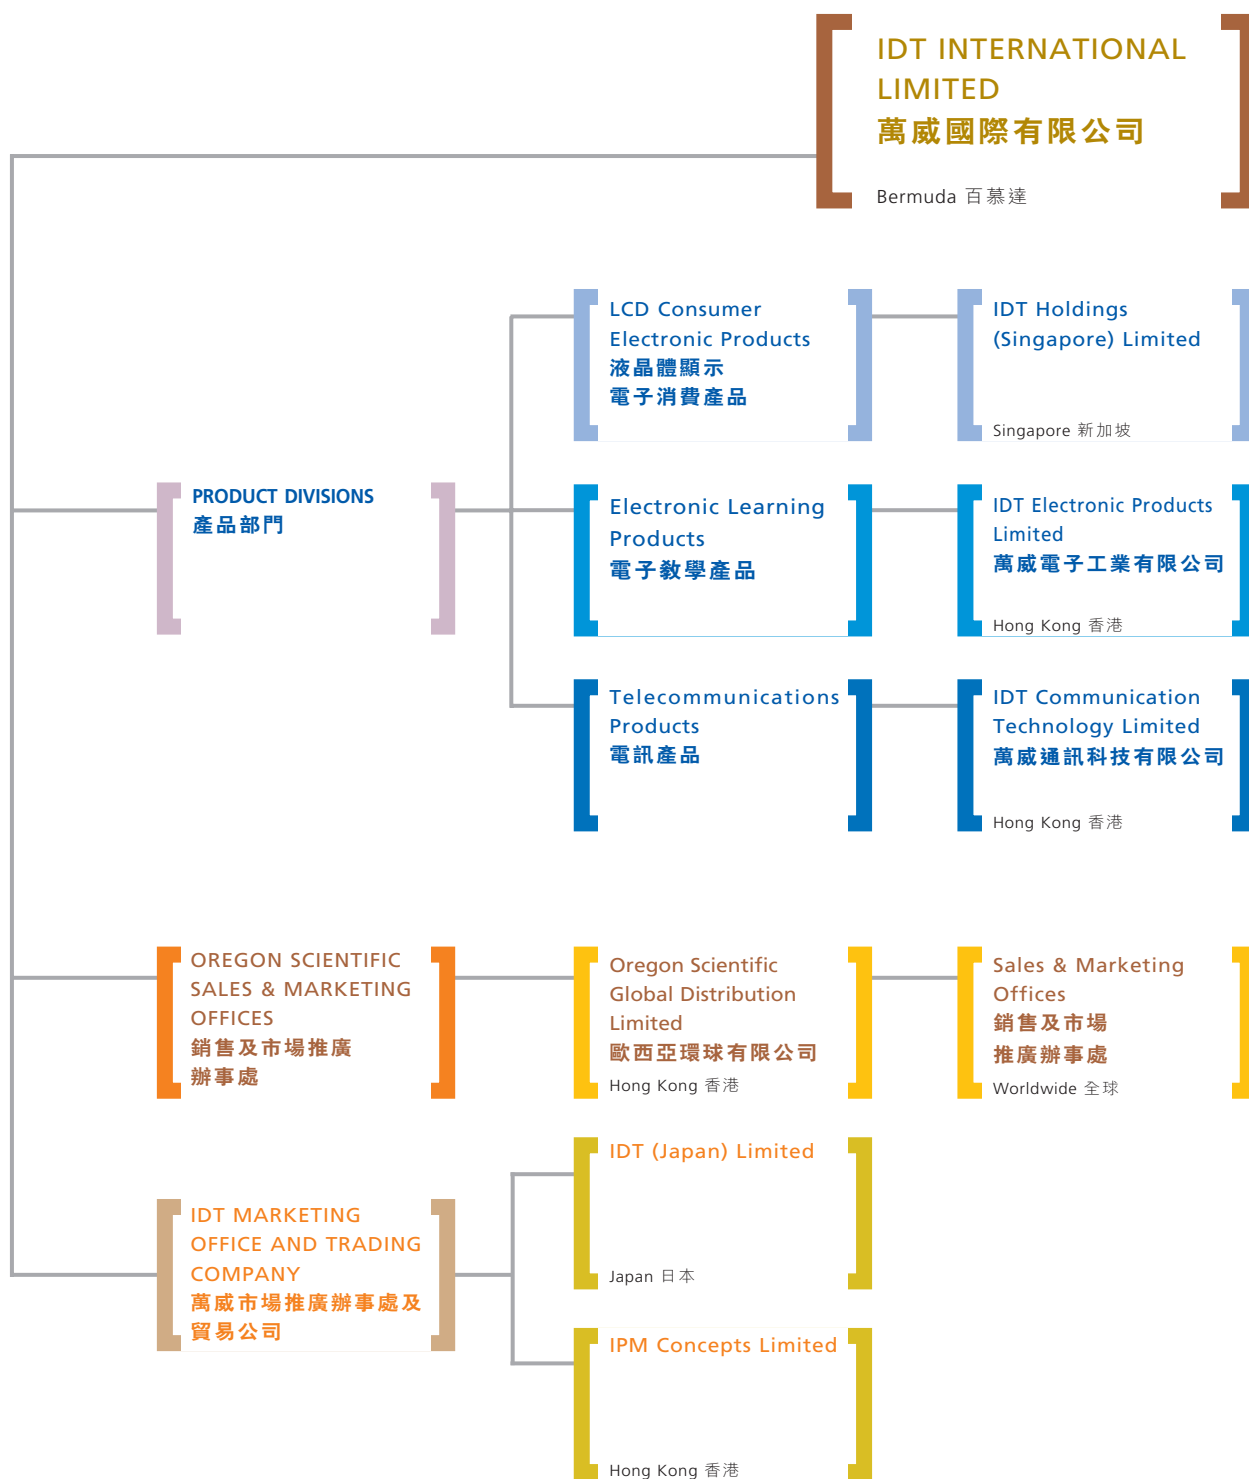 IDT INTERNATIONAL
LIMITED
萬威國際有限公司
Bermuda 百慕達
LCD Consumer
Electronic Products
液晶體顯示
電子消費產品
IDT Holdings
(Singapore) Limited
Singapore 新加坡
PRODUCT DIVISIONS
產品部門
Electronic Learning
Products
電子教學產品
IDT Electronic Products
Limited
萬威電子工業有限公司
Hong Kong 香港
Telecommunications
Products
電訊產品
IDT Communication
Technology Limited
萬威通訊科技有限公司
Hong Kong 香港
OREGON SCIENTIFIC
SALES & MARKETING
OFFICES
銷售及市場推廣
辦事處
Oregon Scientific
Global Distribution
Limited
歐西亞環球有限公司
Hong Kong 香港
Sales & Marketing
Offices
銷售及市場
推廣辦事處
Worldwide 全球
IDT MARKETING
OFFICE AND TRADING
COMPANY
萬威市場推廣辦事處及
貿易公司
IDT (Japan) Limited
Japan 日本
IPM Concepts Limited
Hong Kong 香港